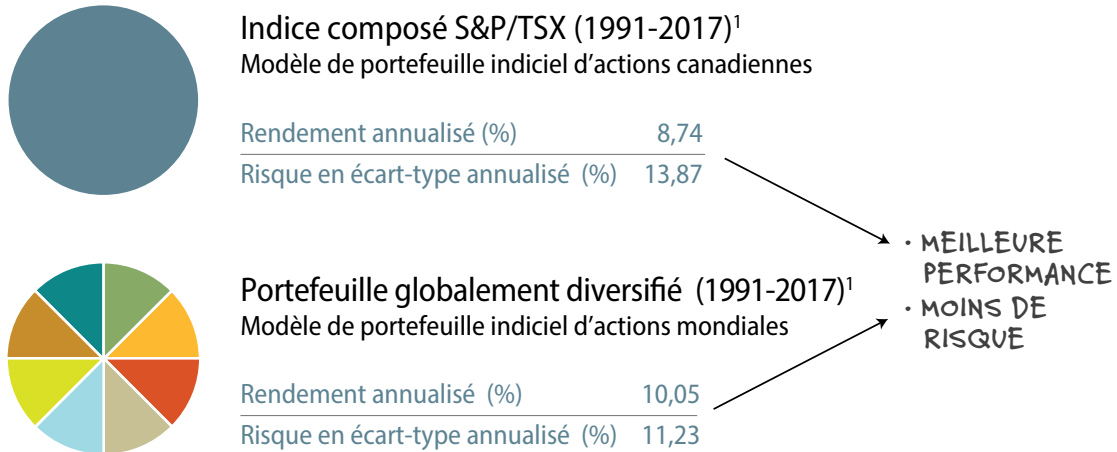 Indice composé S&P/TSX (1991-2017)¹
Modèle de portefeuille indiciel d'actions canadiennes
Rendement annualisé (%) 8,74
Risque en écart-type annualisé (%) 13,87
· MEILLEURE
PERFORMANCE
· MOINS DE
RISQUE
Portefeuille globalement diversifié (1991-2017)¹
Modèle de portefeuille indiciel d'actions mondiales
Rendement annualisé (%) 10,05
Risque en écart-type annualisé (%) 11,23